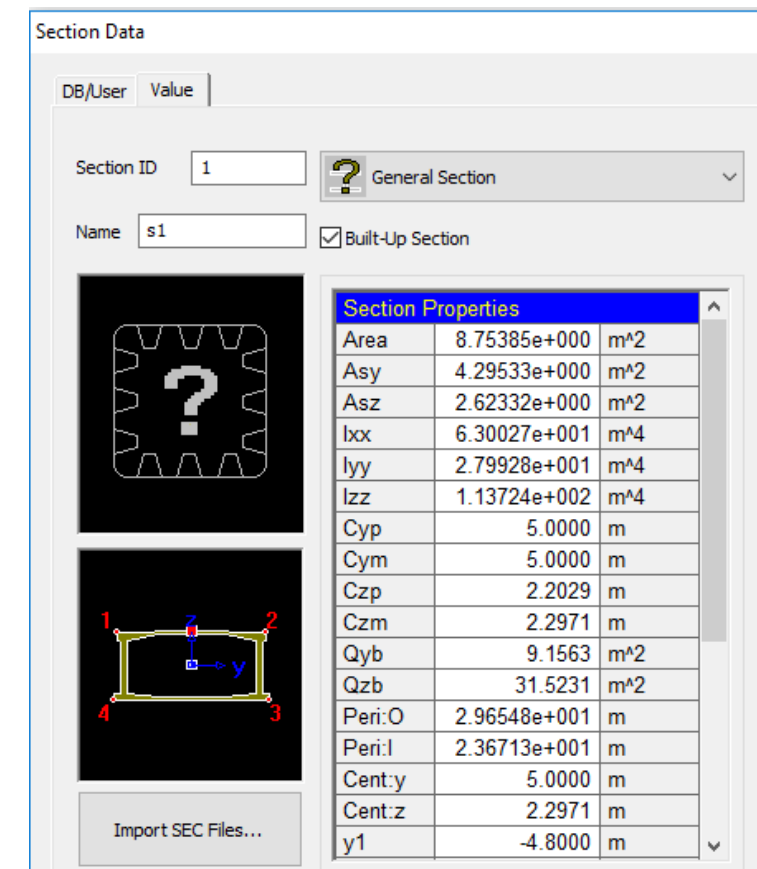 Section Data
DB/User Value
Section ID 1
? General Section
Name s1
Built-Up Section
?
1 z 2
y
4 3
Import SEC Files...
Section Properties
Area 8.75385e+000 m^2
Asy 4.29533e+000 m^2
Asz 2.62332e+000 m^2
Ixx 6.30027e+001 m^4
Iyy 2.79928e+001 m^4
Izz 1.13724e+002 m^4
Cyp 5.0000 m
Cym 5.0000 m
Czp 2.2029 m
Czm 2.2971 m
Qyb 9.1563 m^2
Qzb 31.5231 m^2
Peri:O 2.96548e+001 m
Peri:I 2.36713e+001 m
Cent:y 5.0000 m
Cent:z 2.2971 m
y1 -4.8000 m